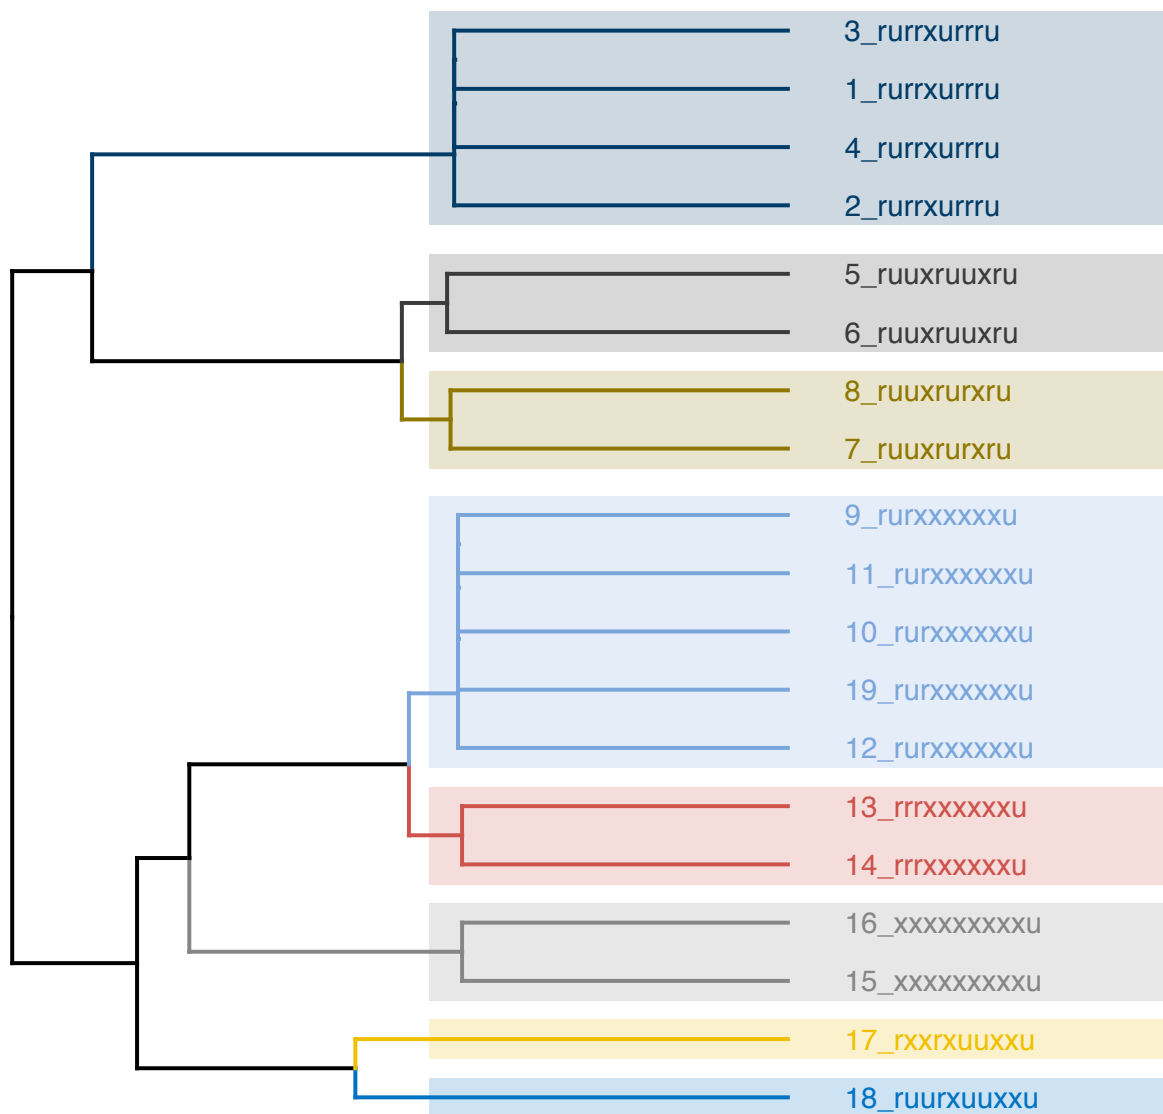 3_rurrxurrru
1_rurrxurrru
4_rurrxurrru
2_rurrxurrru
5_ruuxruuxru
6_ruuxruuxru
8_ruuxrurxru
7_ruuxrurxru
9_rurxxxxxxu
11_rurxxxxxxu
10_rurxxxxxxu
19_rurxxxxxxu
12_rurxxxxxxu
13_rrrxxxxxxu
14_rrrxxxxxxu
16_xxxxxxxxxu
15_xxxxxxxxxu
17_rxxrxuuxxu
18_ruurxuuxxu